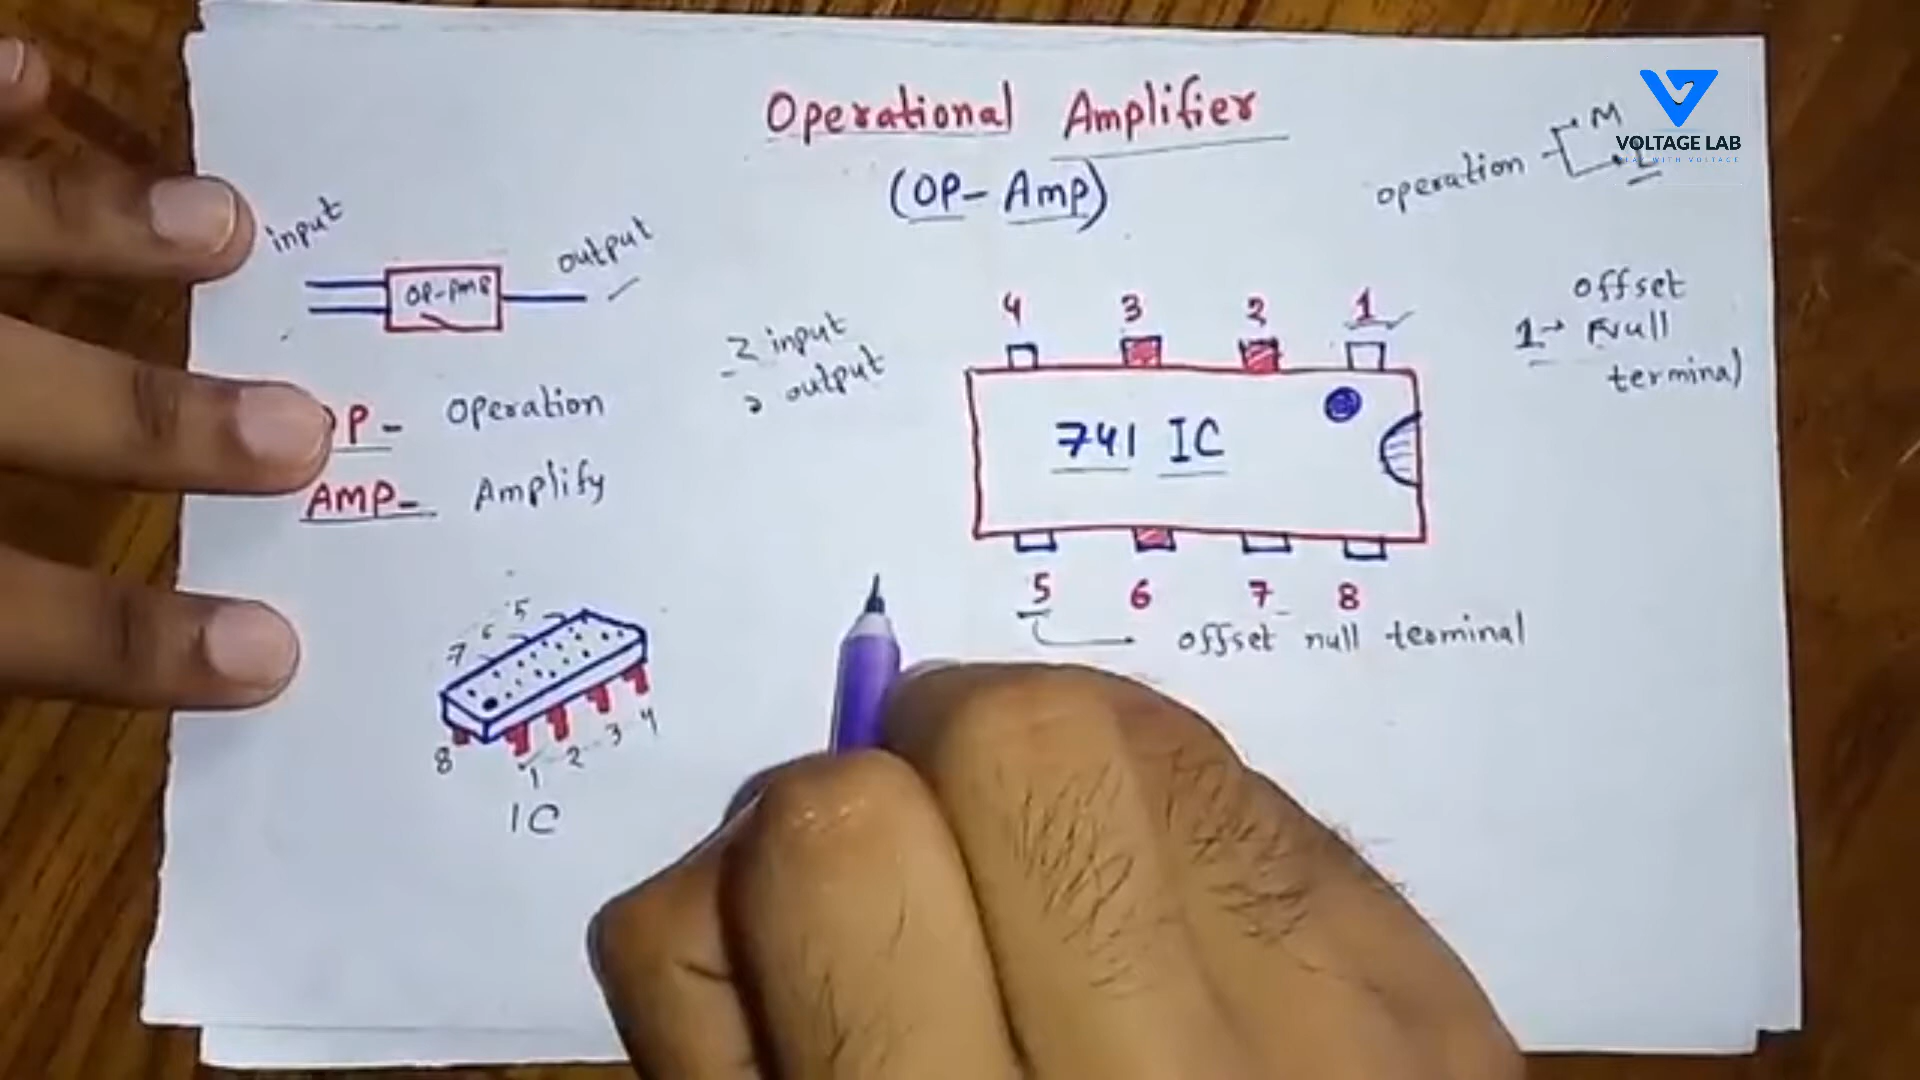 Operational Amplifier
(OP-Amp)
operation
M
L
VOLTAGE LAB
input
output
OP-AMP
2 input
output
OP- Operation
AMP- Amplify
4 3 2 1
741 IC
5 6 7 8
offset null terminal
offset
1→ Null
terminal
5
6
7
8
1 2 3 4
IC